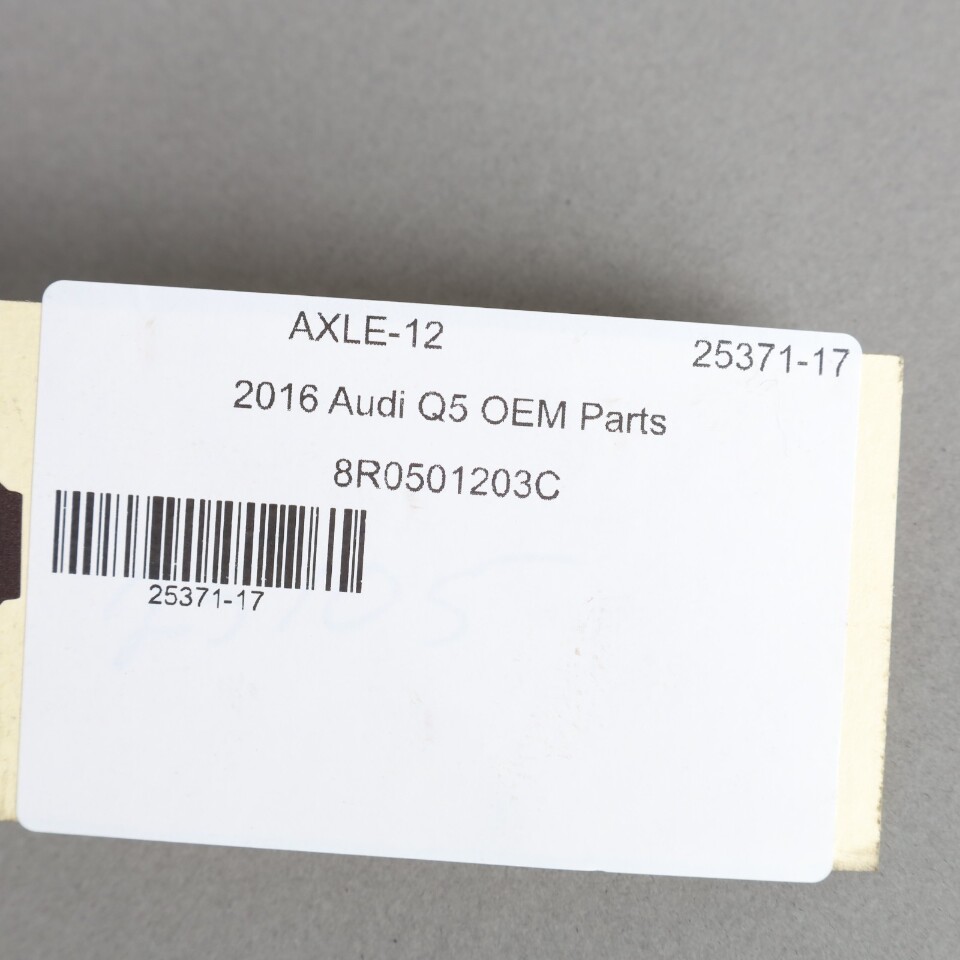 AXLE-12
25371-17
2016 Audi Q5 OEM Parts
8R0501203C
25371-17